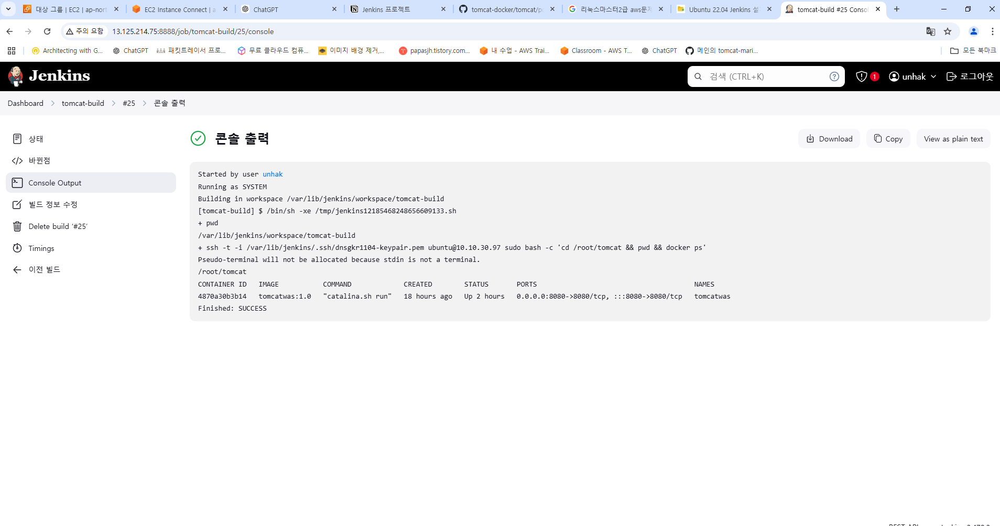 대상 그룹 | EC2 | ap-nort
EC2 Instance Connect | a
ChatGPT
Jenkins 프로젝트
tomcat-docker/tomcat/po
리눅스마스터2급 aws문제
Ubuntu 22.04 Jenkins 설
tomcat-build #25 Consol
주의 요함
13.125.214.75:8888/job/tomcat-build/25/console
Architecting with G...
ChatGPT
패킷트레이서 프로...
무료 클라우드 컴퓨...
이미지 배경 제거,...
papasjh.tistory.com...
내 수업 - AWS Trai...
Classroom - AWS T...
ChatGPT
메인의 tomcat-mari...
모든 북마크
Jenkins
검색 (CTRL+K)
1
unhak
로그아웃
Dashboard
tomcat-build
#25
콘솔 출력
상태
바뀐점
Console Output
빌드 정보 수정
Delete build ‘#25’
Timings
이전 빌드
콘솔 출력
Download
Copy
View as plain text
Started by user unhak
Running as SYSTEM
Building in workspace /var/lib/jenkins/workspace/tomcat-build
[tomcat-build] $ /bin/sh -xe /tmp/jenkins12185468248656609133.sh
+ pwd
/var/lib/jenkins/workspace/tomcat-build
+ ssh -t -i /var/lib/jenkins/.ssh/dnsgkr1104-keypair.pem ubuntu@10.10.30.97 sudo bash -c 'cd /root/tomcat && pwd && docker ps'
Pseudo-terminal will not be allocated because stdin is not a terminal.
/root/tomcat
CONTAINER ID   IMAGE           COMMAND             CREATED        STATUS       PORTS                                       NAMES
4870a30b3b14   tomcatwas:1.0   "catalina.sh run"   18 hours ago   Up 2 hours   0.0.0.0:8080->8080/tcp, :::8080->8080/tcp   tomcatwas
Finished: SUCCESS